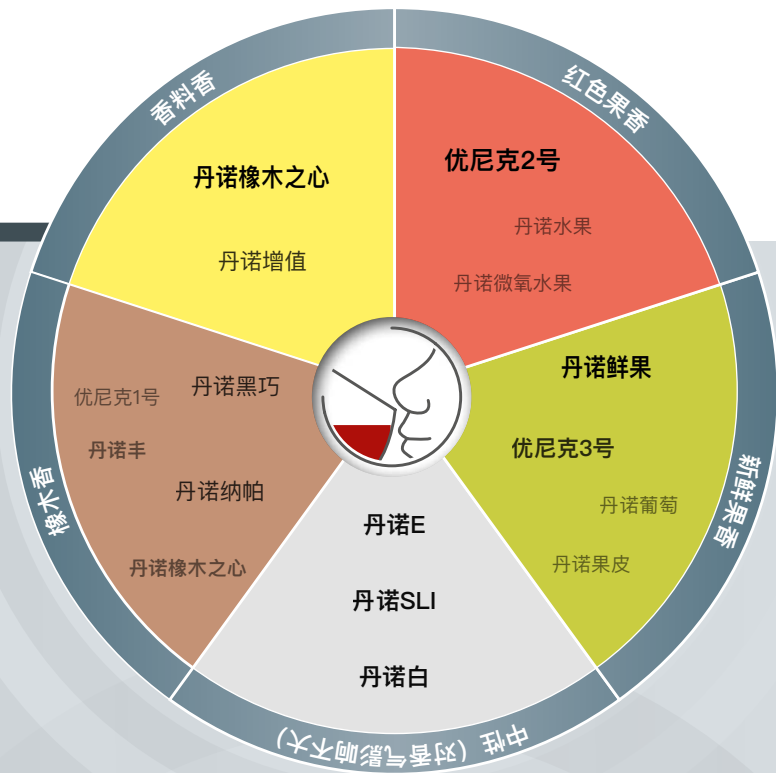 香料香
丹诺橡木之心
丹诺增值
红色果香
优尼克2号
丹诺水果
丹诺微氧水果
新鲜果香
丹诺鲜果
优尼克3号
丹诺葡萄
丹诺果皮
中性（对香气影响不大）
丹诺E
丹诺SLI
丹诺白
橡木香
优尼克1号
丹诺黑巧
丹诺丰
丹诺纳帕
丹诺橡木之心